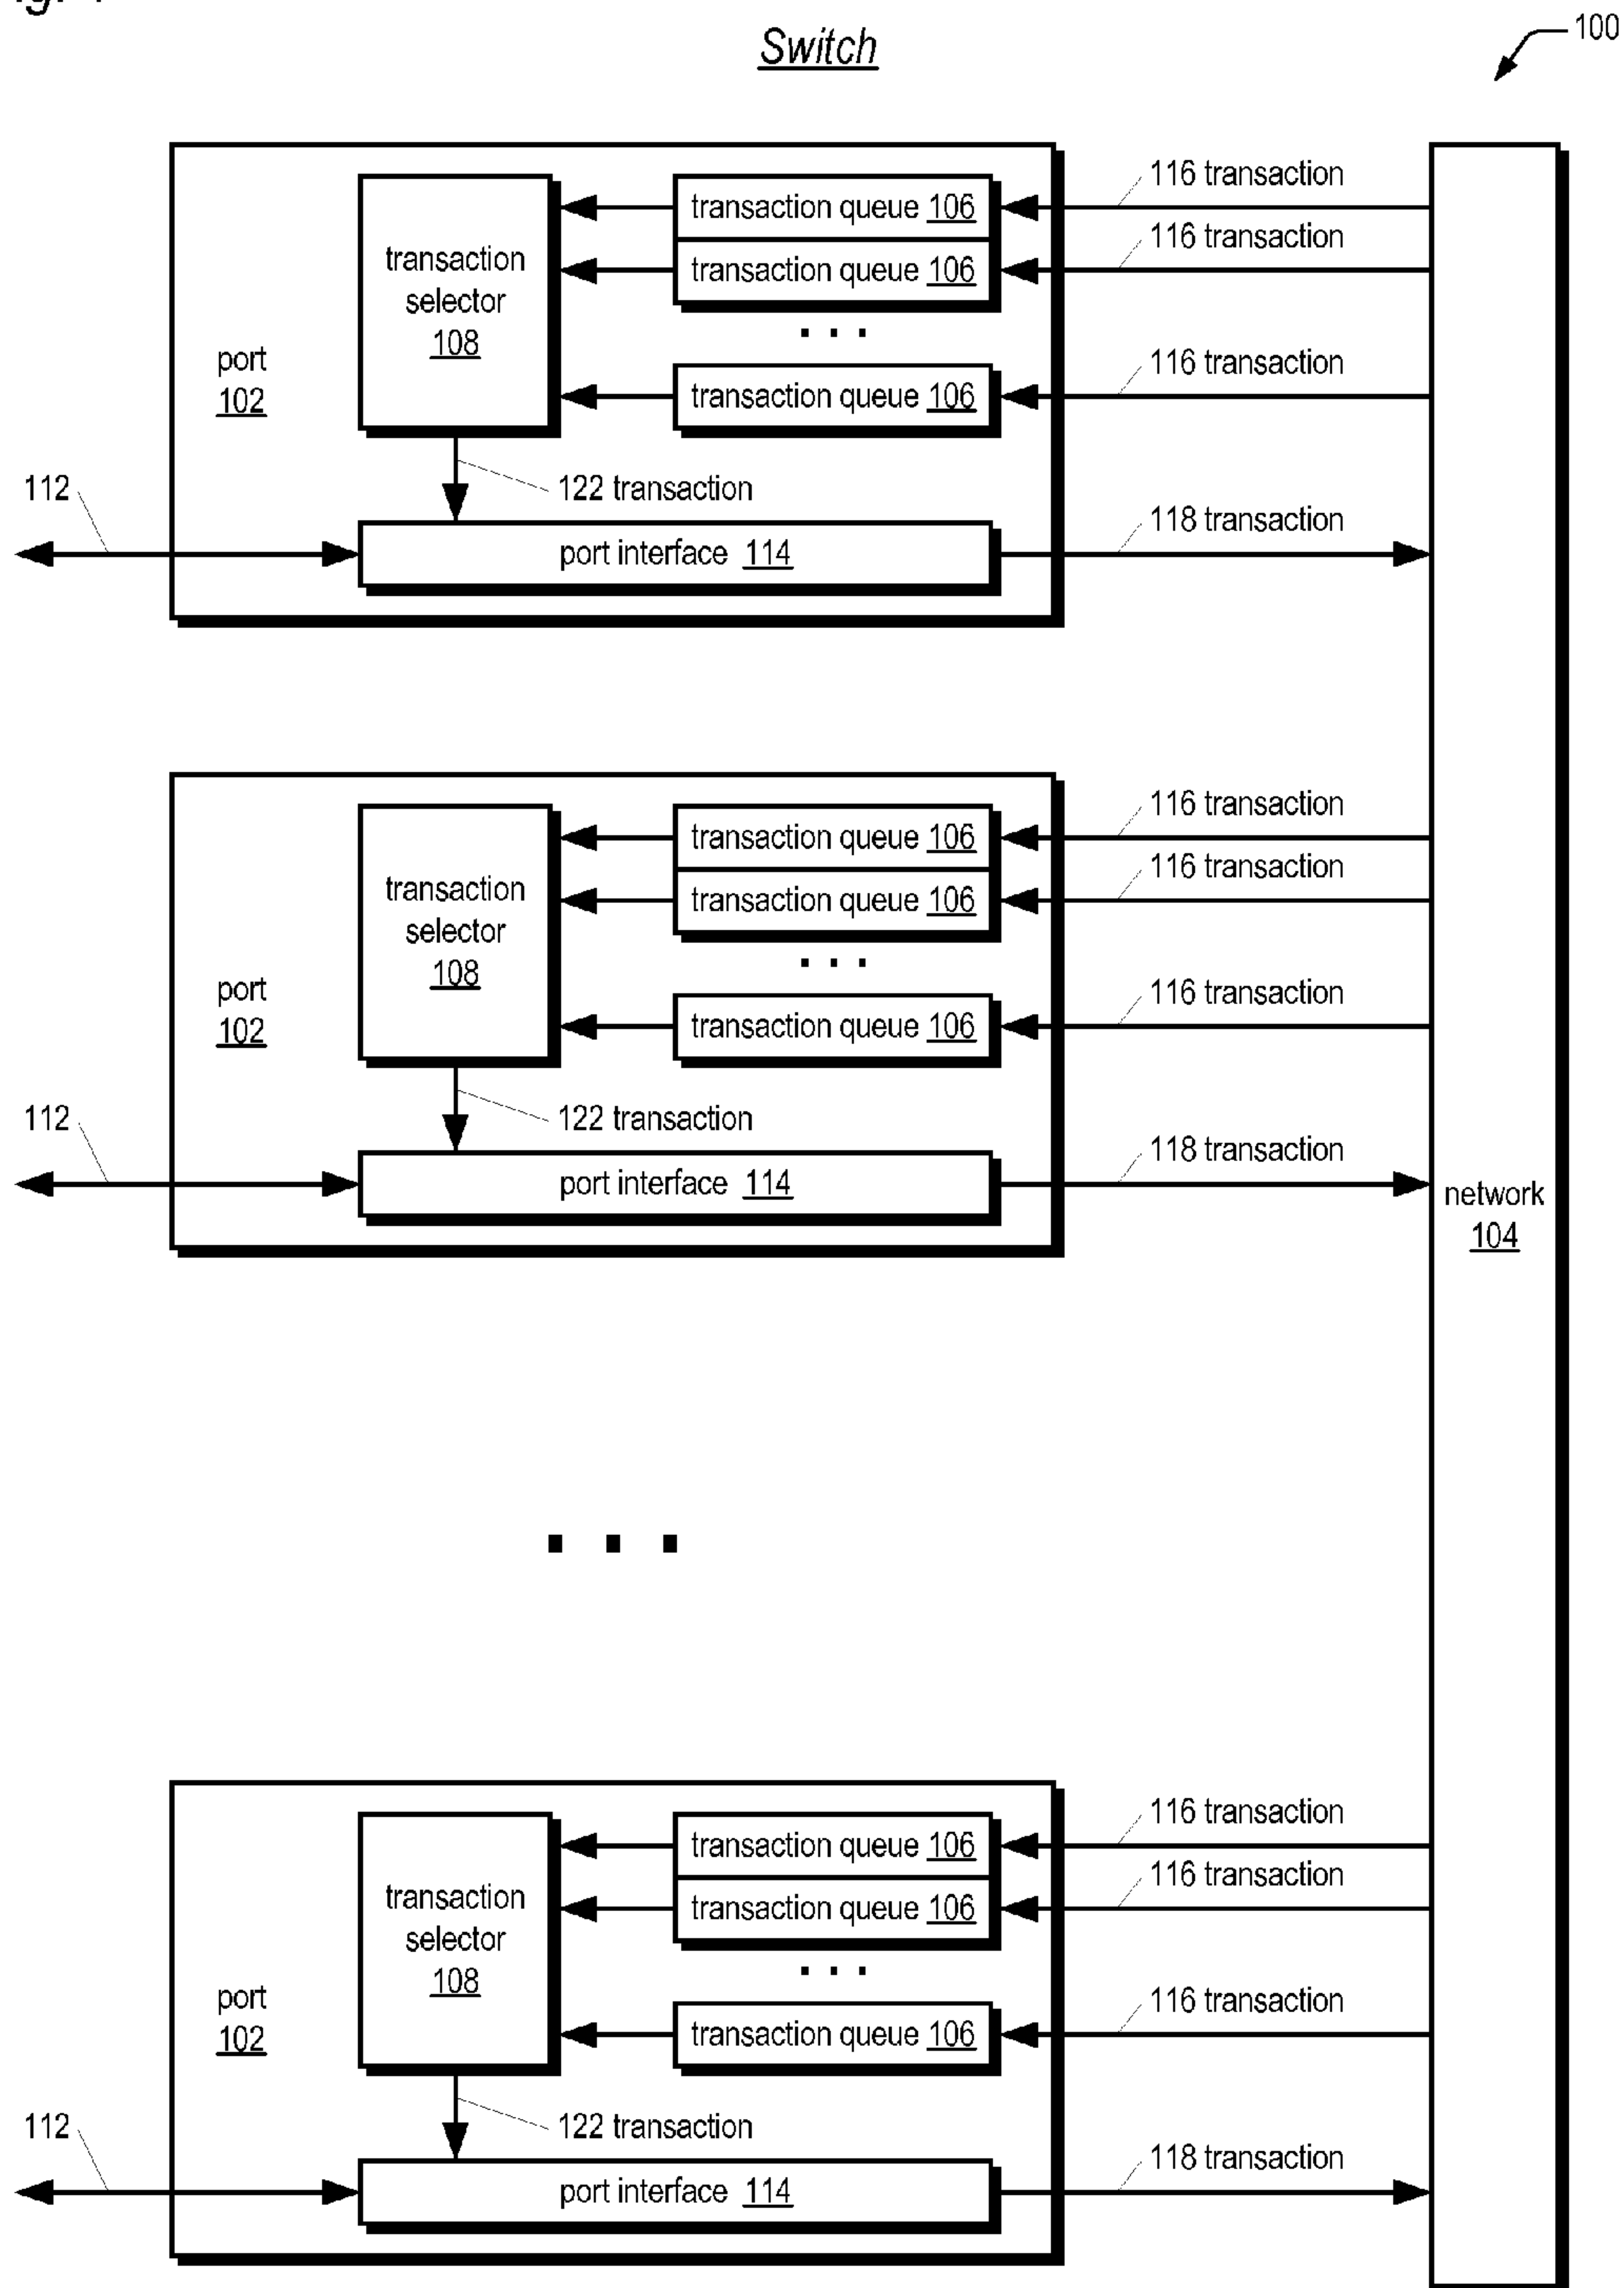 Switch
100
116 transaction
transaction queue 106
116 transaction
transaction queue 106
transaction
selector
108
. . .
116 transaction
transaction queue 106
port
102
122 transaction
112
118 transaction
port interface 114
116 transaction
transaction queue 106
116 transaction
transaction queue 106
transaction
selector
108
. . .
116 transaction
transaction queue 106
port
102
122 transaction
112
118 transaction
port interface 114
network
104
. . .
116 transaction
transaction queue 106
116 transaction
transaction queue 106
transaction
selector
108
. . .
116 transaction
transaction queue 106
port
102
122 transaction
112
118 transaction
port interface 114